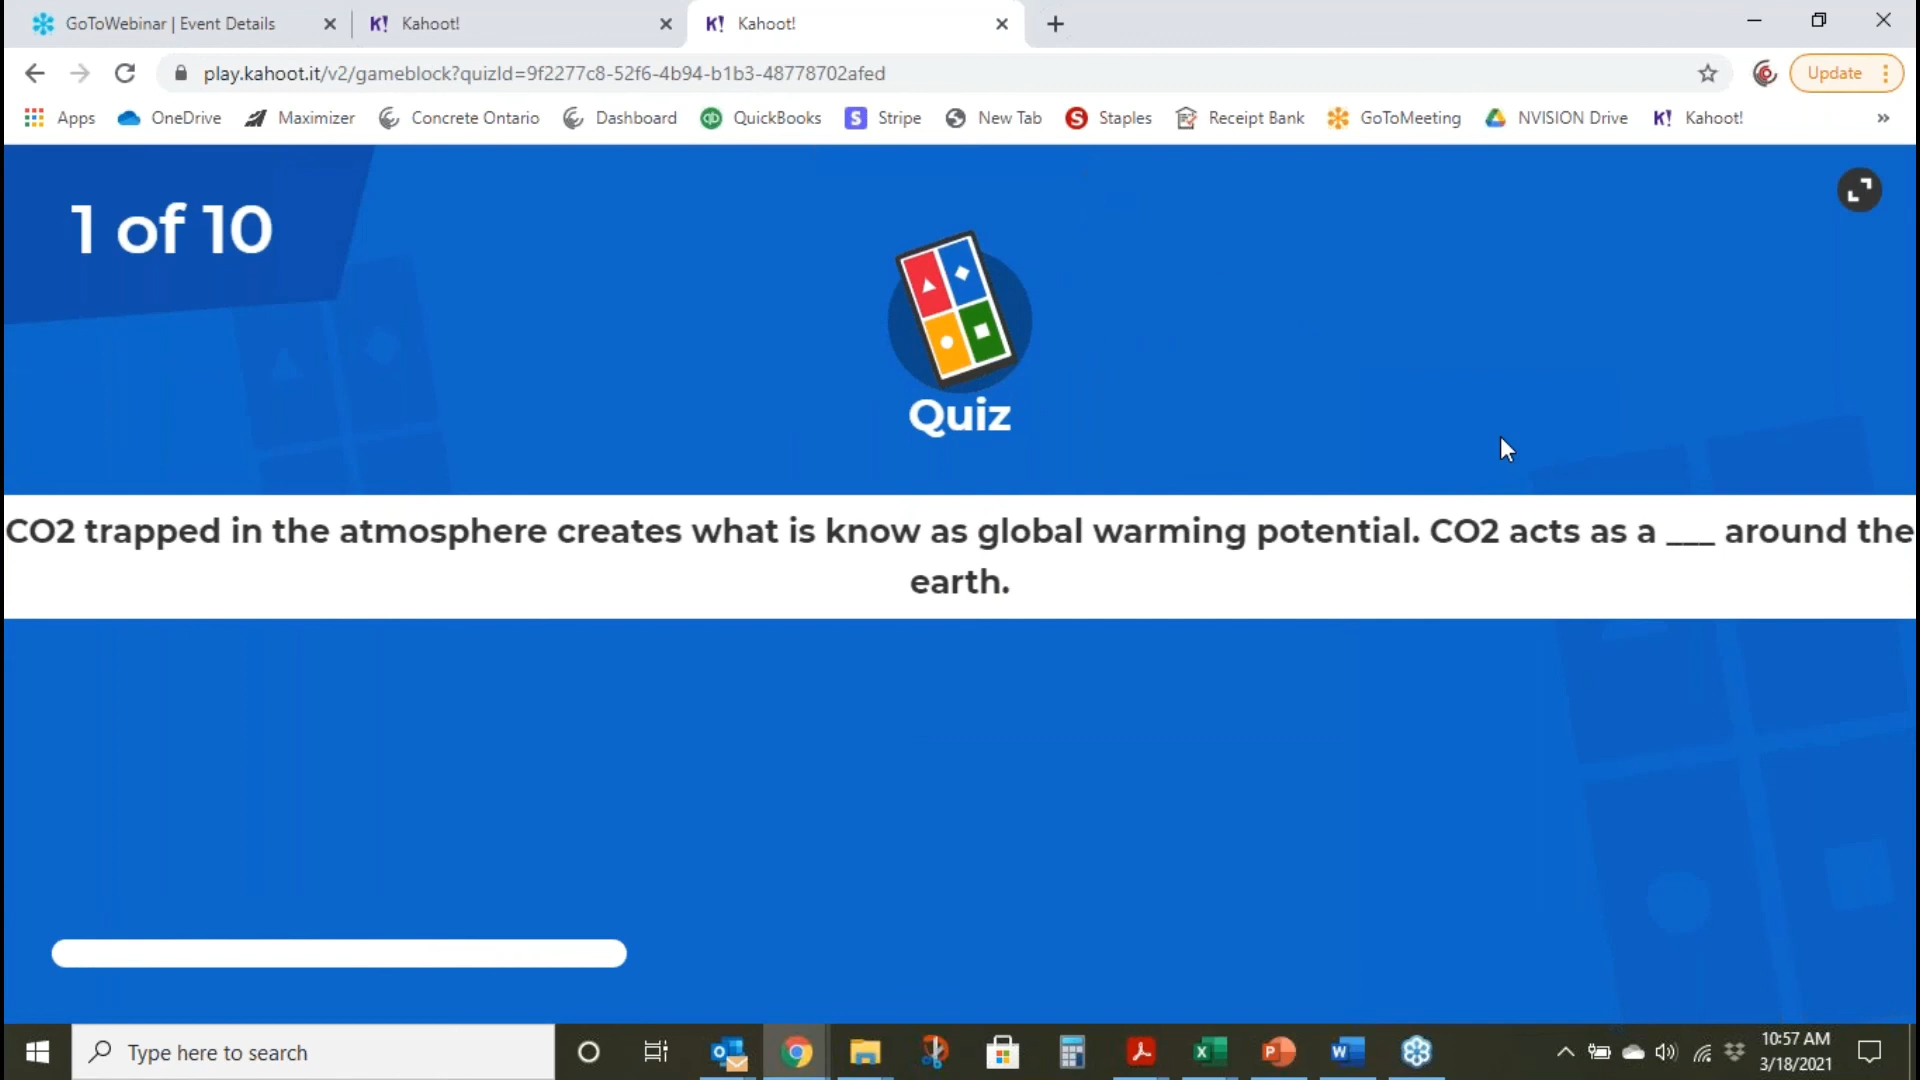 GoToWebinar | Event Details
K! Kahoot!
K! Kahoot!
play.kahoot.it/v2/gameblock?quizId=9f2277c8-52f6-4b94-b1b3-48778702afed
Update
Apps OneDrive Maximizer Concrete Ontario Dashboard QuickBooks Stripe New Tab Staples Receipt Bank GoToMeeting NVISION Drive K! Kahoot! »
1 of 10
Quiz
CO2 trapped in the atmosphere creates what is know as global warming potential. CO2 acts as a ___ around the
earth.
Type here to search
10:57 AM
3/18/2021